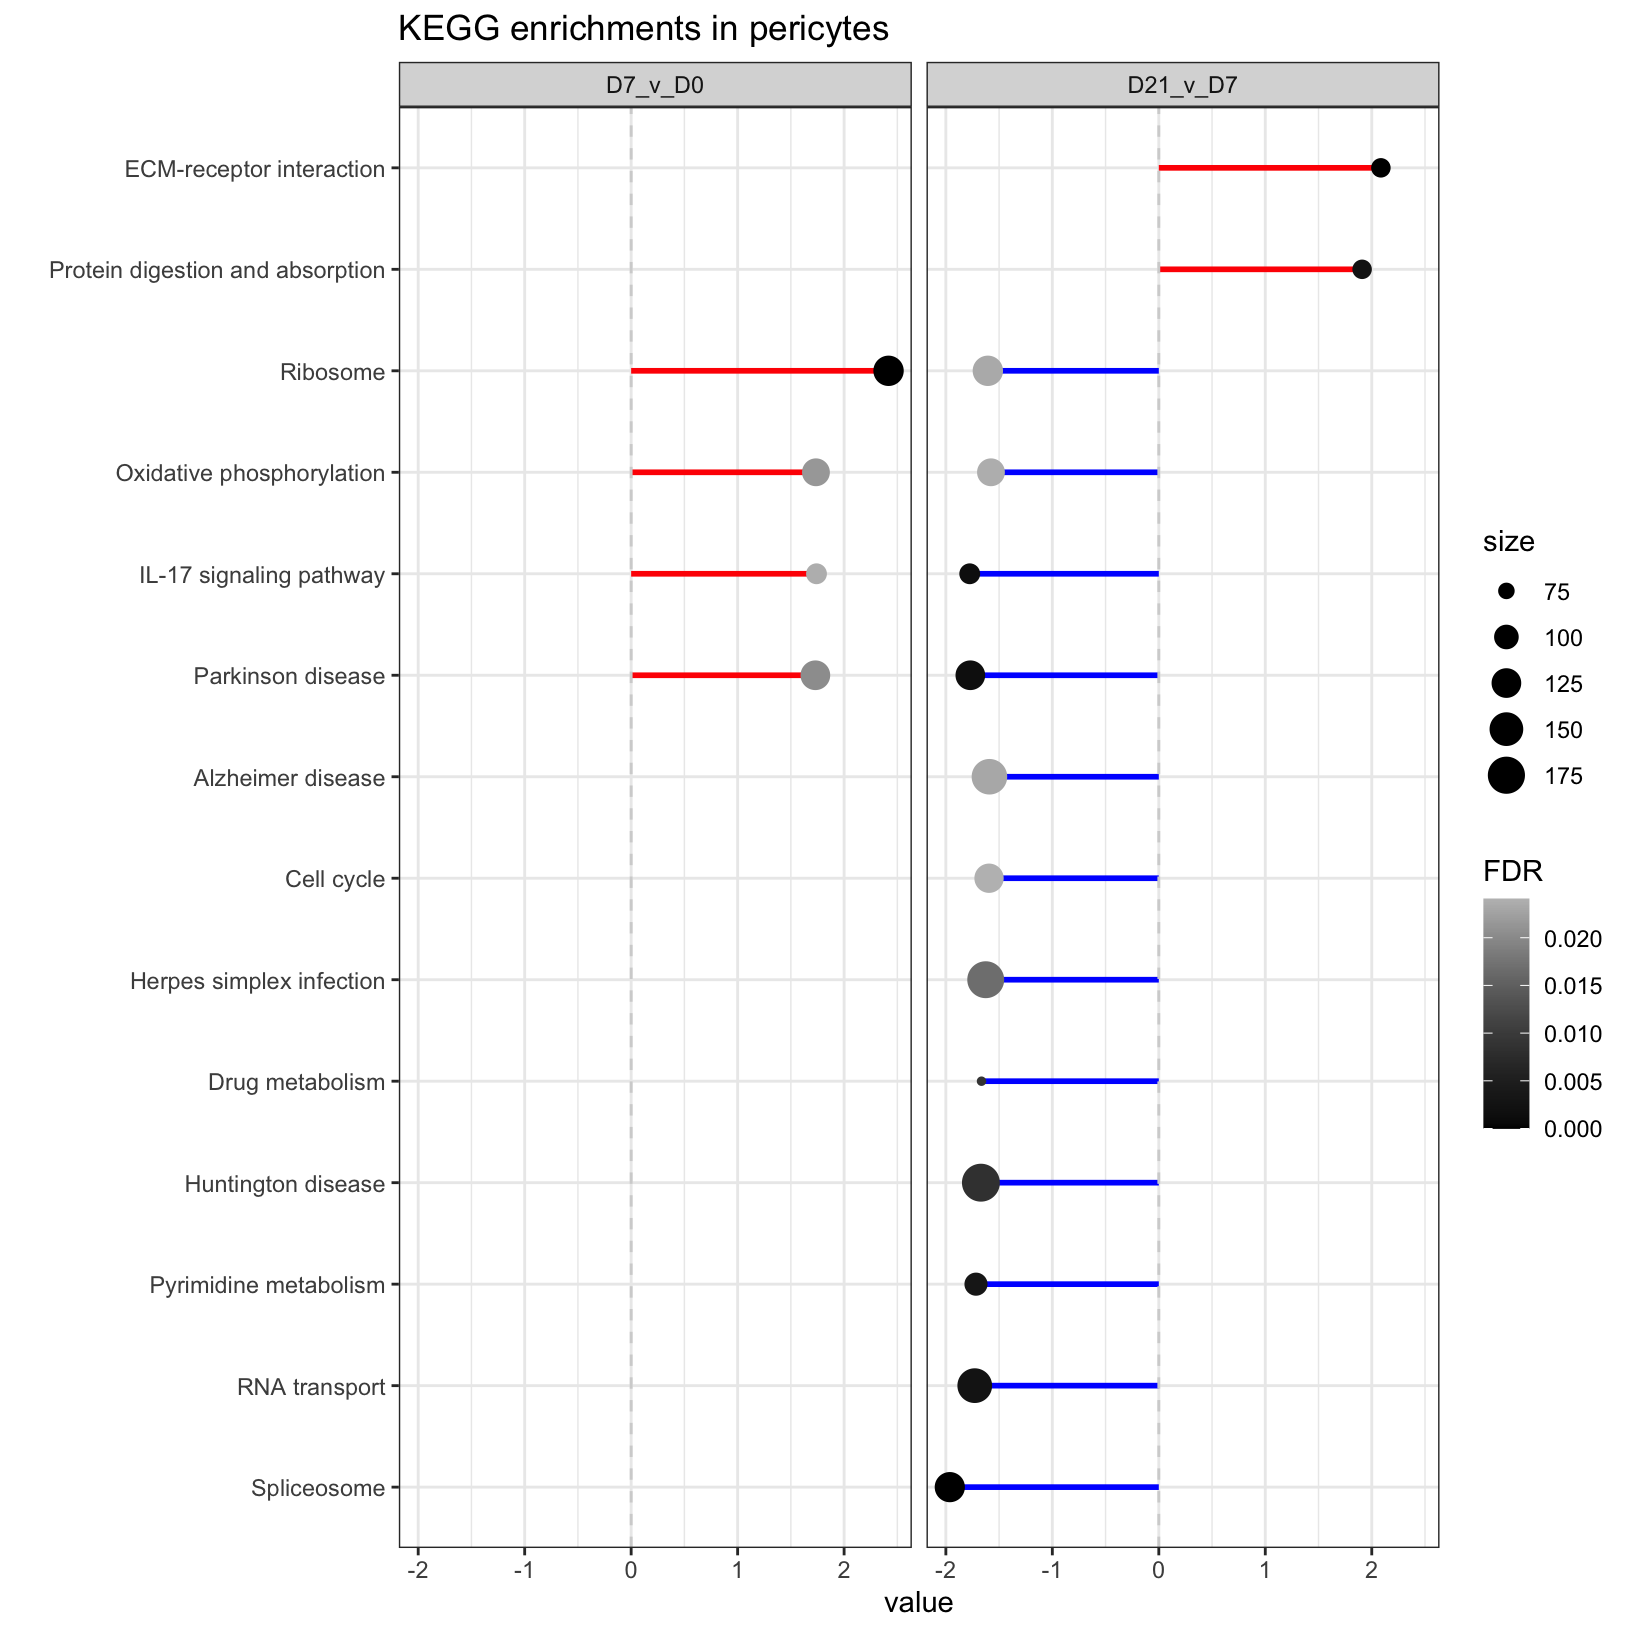 KEGG enrichments in pericytes
D7_v_D0
D21_v_D7
ECM-receptor interaction
Protein digestion and absorption
Ribosome
Oxidative phosphorylation
IL-17 signaling pathway
Parkinson disease
Alzheimer disease
Cell cycle
Herpes simplex infection
Drug metabolism
Huntington disease
Pyrimidine metabolism
RNA transport
Spliceosome
-2 -1 0 1 2
-2 -1 0 1 2
value
size
75
100
125
150
175
FDR
0.020
0.015
0.010
0.005
0.000